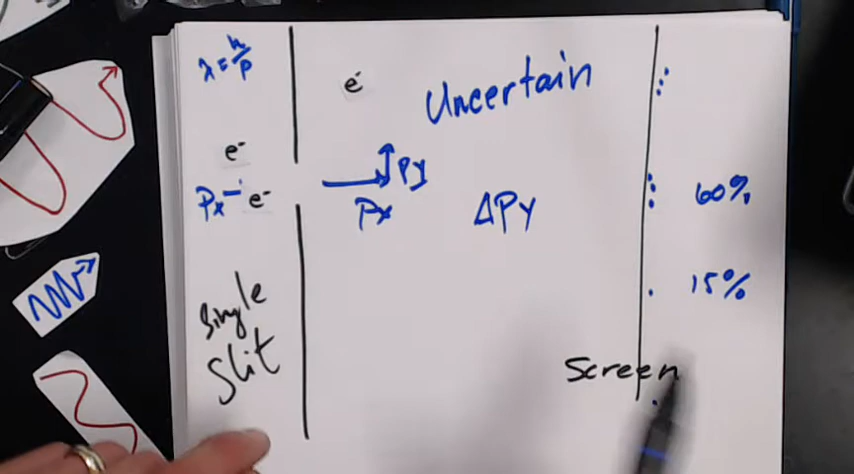 λ = h/p
e⁻
Uncertain
e⁻
Px
e⁻
Py
Px
ΔPy
60%
15%
Single
Slit
Screen